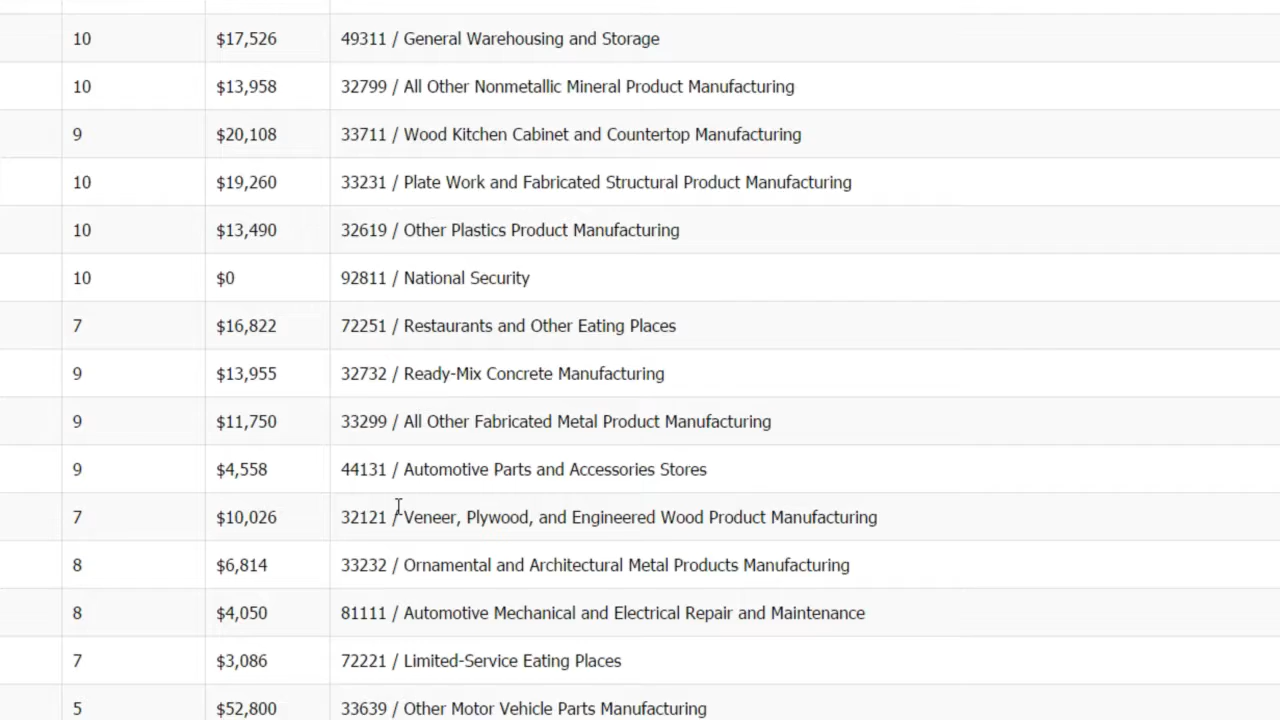 10 $17,526 49311 / General Warehousing and Storage
10 $13,958 32799 / All Other Nonmetallic Mineral Product Manufacturing
9 $20,108 33711 / Wood Kitchen Cabinet and Countertop Manufacturing
10 $19,260 33231 / Plate Work and Fabricated Structural Product Manufacturing
10 $13,490 32619 / Other Plastics Product Manufacturing
10 $0 92811 / National Security
7 $16,822 72251 / Restaurants and Other Eating Places
9 $13,955 32732 / Ready-Mix Concrete Manufacturing
9 $11,750 33299 / All Other Fabricated Metal Product Manufacturing
9 $4,558 44131 / Automotive Parts and Accessories Stores
7 $10,026 32121 / Veneer, Plywood, and Engineered Wood Product Manufacturing
8 $6,814 33232 / Ornamental and Architectural Metal Products Manufacturing
8 $4,050 81111 / Automotive Mechanical and Electrical Repair and Maintenance
7 $3,086 72221 / Limited-Service Eating Places
5 $52,800 33639 / Other Motor Vehicle Parts Manufacturing